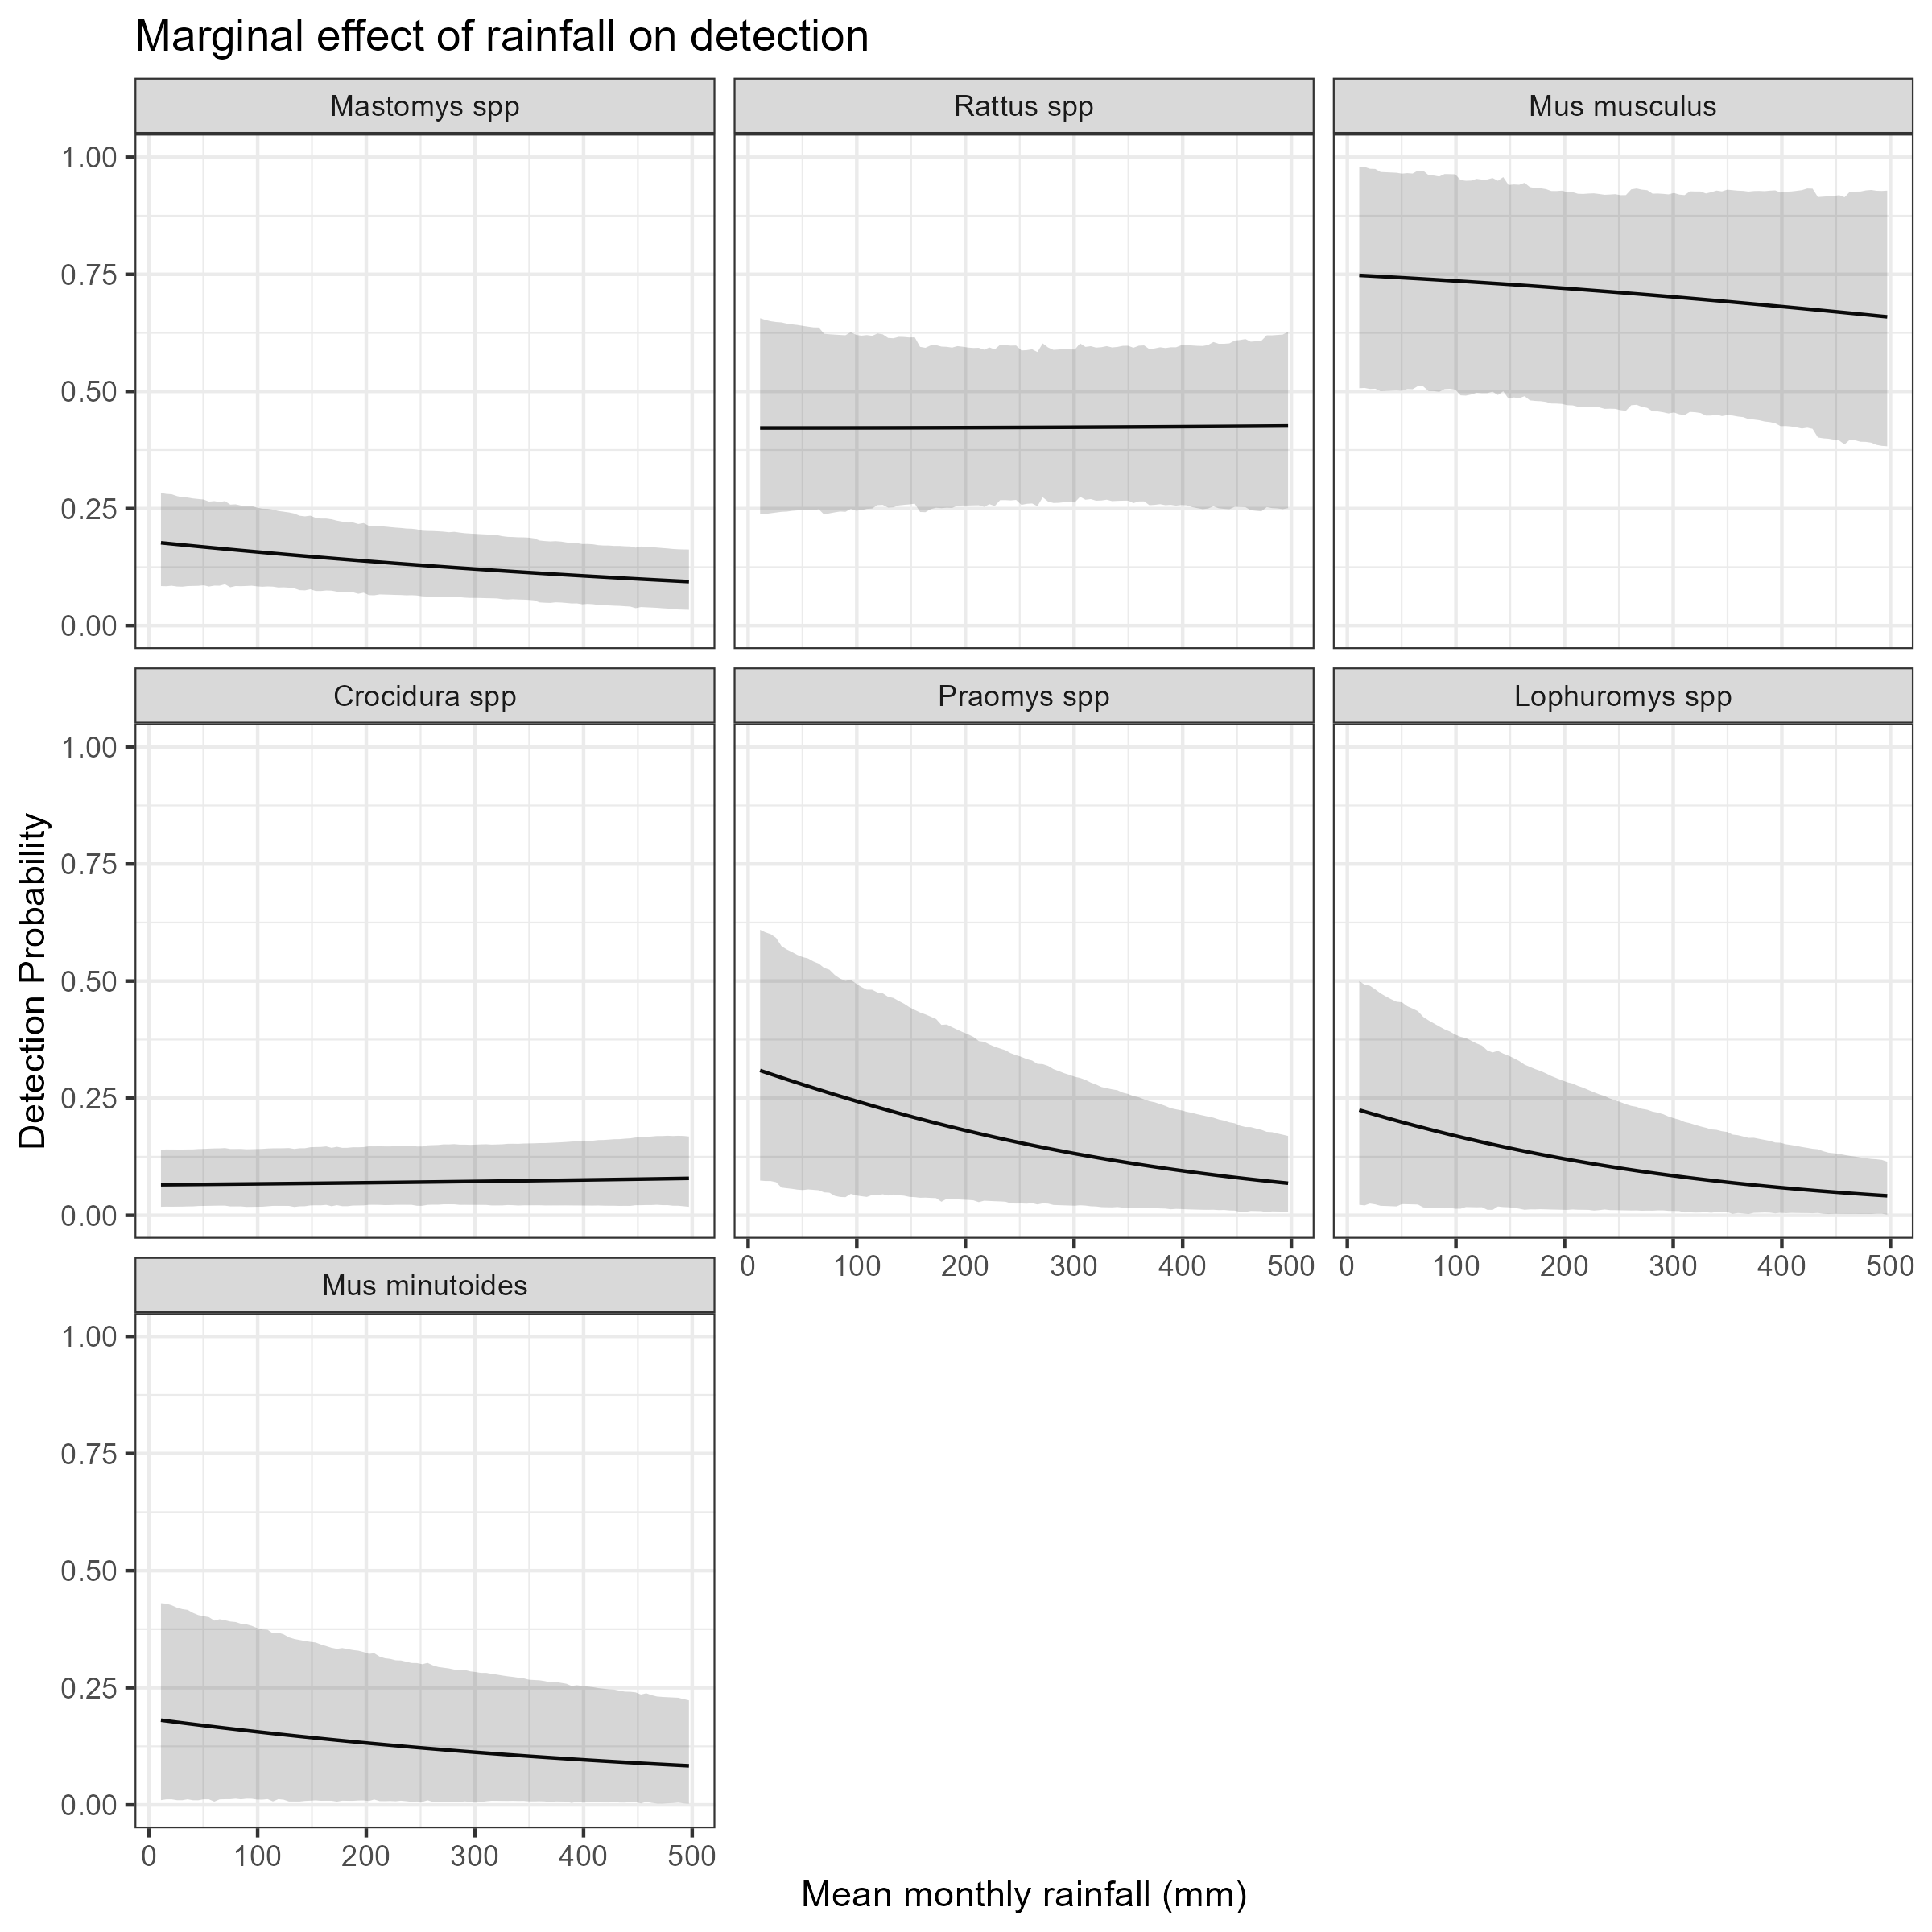 Marginal effect of rainfall on detection
Mastomys spp
Rattus spp
Mus musculus
1.00
0.75
0.50
0.25
0.00
Crocidura spp
Praomys spp
Lophuromys spp
1.00
0.75
0.50
0.25
0.00
0 100 200 300 400 500
0 100 200 300 400 500
Mus minutoides
1.00
0.75
0.50
0.25
0.00
0 100 200 300 400 500
Detection Probability
Mean monthly rainfall (mm)